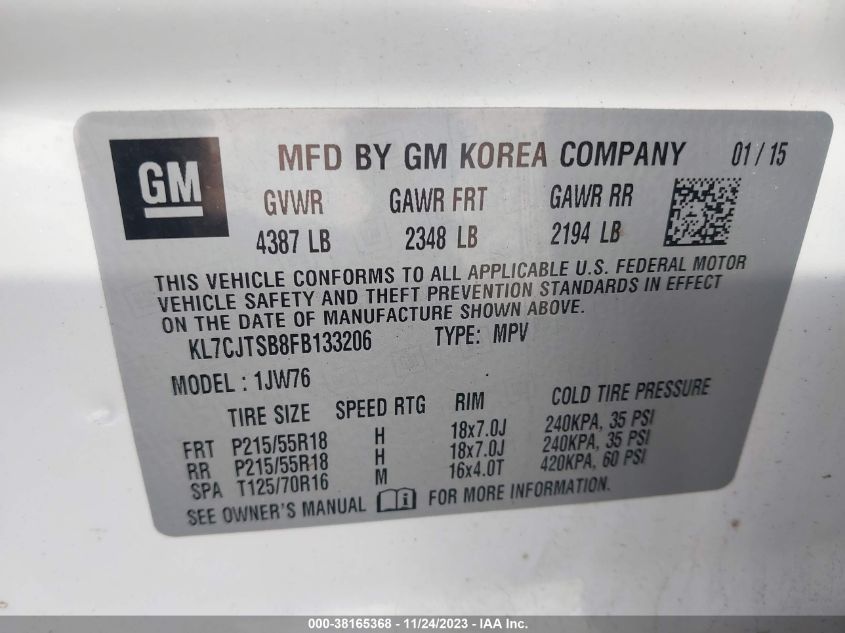 GM
MFD BY GM KOREA COMPANY 01/15
GVWR GAWR FRT GAWR RR
4387 LB 2348 LB 2194 LB
THIS VEHICLE CONFORMS TO ALL APPLICABLE U.S. FEDERAL MOTOR
VEHICLE SAFETY AND THEFT PREVENTION STANDARDS IN EFFECT
ON THE DATE OF MANUFACTURE SHOWN ABOVE.
KL7CJTSB8FB133206 TYPE: MPV
MODEL : 1JW76
TIRE SIZE SPEED RTG RIM COLD TIRE PRESSURE
FRT P215/55R18 H 18x7.0J 240KPA, 35 PSI
RR P215/55R18 H 18x7.0J 240KPA, 35 PSI
SPA T125/70R16 M 16x4.0T 420KPA, 60 PSI
SEE OWNER'S MANUAL FOR MORE INFORMATION.
000-38165368 - 11/24/2023 - IAA Inc.